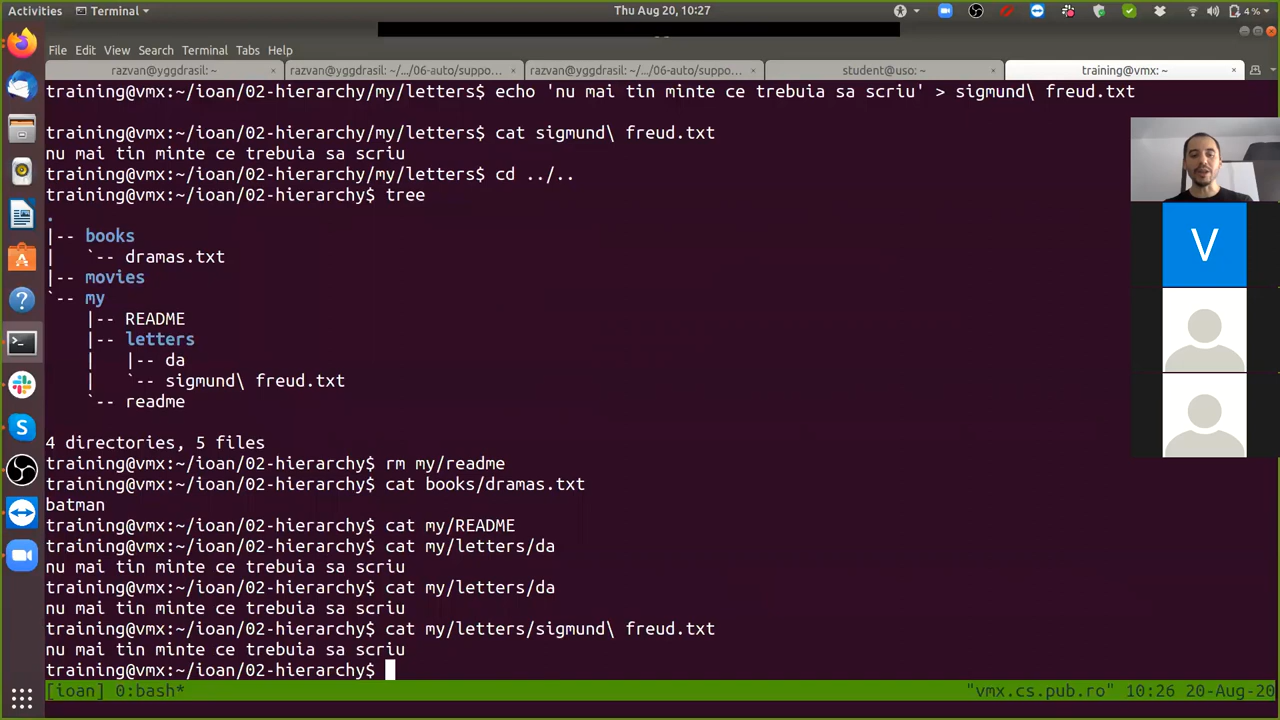 Activities
Terminal
Thu Aug 20, 10:27
4 %
File Edit View Search Terminal Tabs Help
razvan@yggdrasil: ~
razvan@yggdrasil: ~/.../06-auto/suppo...
razvan@yggdrasil: ~/.../06-auto/suppo...
student@uso: ~
training@vmx: ~
training@vmx:~/ioan/02-hierarchy/my/letters$ echo 'nu mai tin minte ce trebuia sa scriu' > sigmund\ freud.txt
training@vmx:~/ioan/02-hierarchy/my/letters$ cat sigmund\ freud.txt
nu mai tin minte ce trebuia sa scriu
training@vmx:~/ioan/02-hierarchy/my/letters$ cd ../..
training@vmx:~/ioan/02-hierarchy$ tree
.
|-- books
|   `-- dramas.txt
|-- movies
`-- my
    |-- README
    |-- letters
    |   |-- da
    |   `-- sigmund\ freud.txt
    `-- readme
4 directories, 5 files
training@vmx:~/ioan/02-hierarchy$ rm my/readme
training@vmx:~/ioan/02-hierarchy$ cat books/dramas.txt
batman
training@vmx:~/ioan/02-hierarchy$ cat my/README
training@vmx:~/ioan/02-hierarchy$ cat my/letters/da
nu mai tin minte ce trebuia sa scriu
training@vmx:~/ioan/02-hierarchy$ cat my/letters/da
nu mai tin minte ce trebuia sa scriu
training@vmx:~/ioan/02-hierarchy$ cat my/letters/sigmund\ freud.txt
nu mai tin minte ce trebuia sa scriu
training@vmx:~/ioan/02-hierarchy$
[ioan] 0:bash*
"vmx.cs.pub.ro" 10:26 20-Aug-20
V